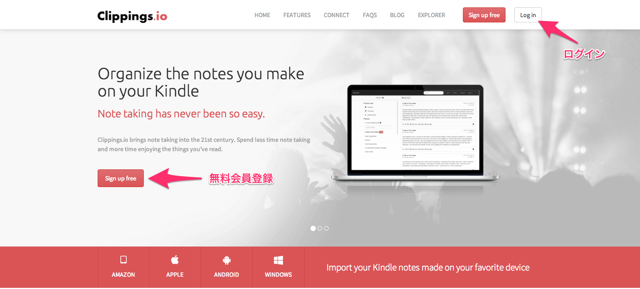 Clippings.io
HOME FEATURES CONNECT FAQS BLOG EXPLORER Sign up free Log in
ログイン
Organize the notes you make
on your Kindle
Note taking has never been so easy.
Clippings.io brings note taking into the 21st century. Spend less time note taking
and more time enjoying the things you've read.
Sign up free
無料会員登録
AMAZON APPLE ANDROID WINDOWS
Import your Kindle notes made on your favorite device